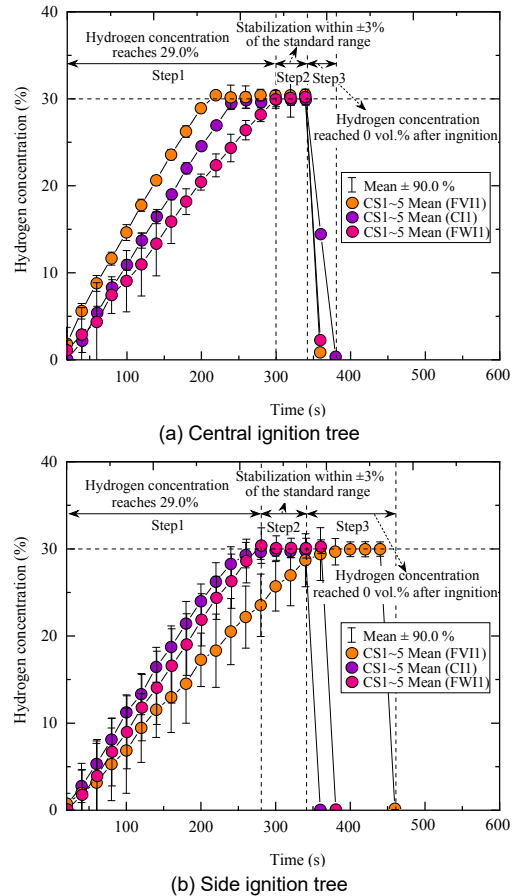 Hydrogen concentration
reaches 29.0%
Stabilization within ±3%
of the standard range
Step1
Step2
Step3
Hydrogen concentration
reached 0 vol.% after ingnition
Mean ± 90.0 %
CS1~5 Mean (FVI1)
CS1~5 Mean (CI1)
CS1~5 Mean (FWI1)
Hydrogen concentration (%)
40
30
20
10
0
100
200
300
400
500
600
Time (s)
(a) Central ignition tree
Hydrogen concentration
reaches 29.0%
Stabilization within ±3%
of the standard range
Step1
Step2
Step3
Hydrogen concentration
reached 0 vol.% after ingnition
Mean ± 90.0 %
CS1~5 Mean (FVI1)
CS1~5 Mean (CI1)
CS1~5 Mean (FWI1)
Hydrogen concentration (%)
40
30
20
10
0
100
200
300
400
500
600
Time (s)
(b) Side ignition tree